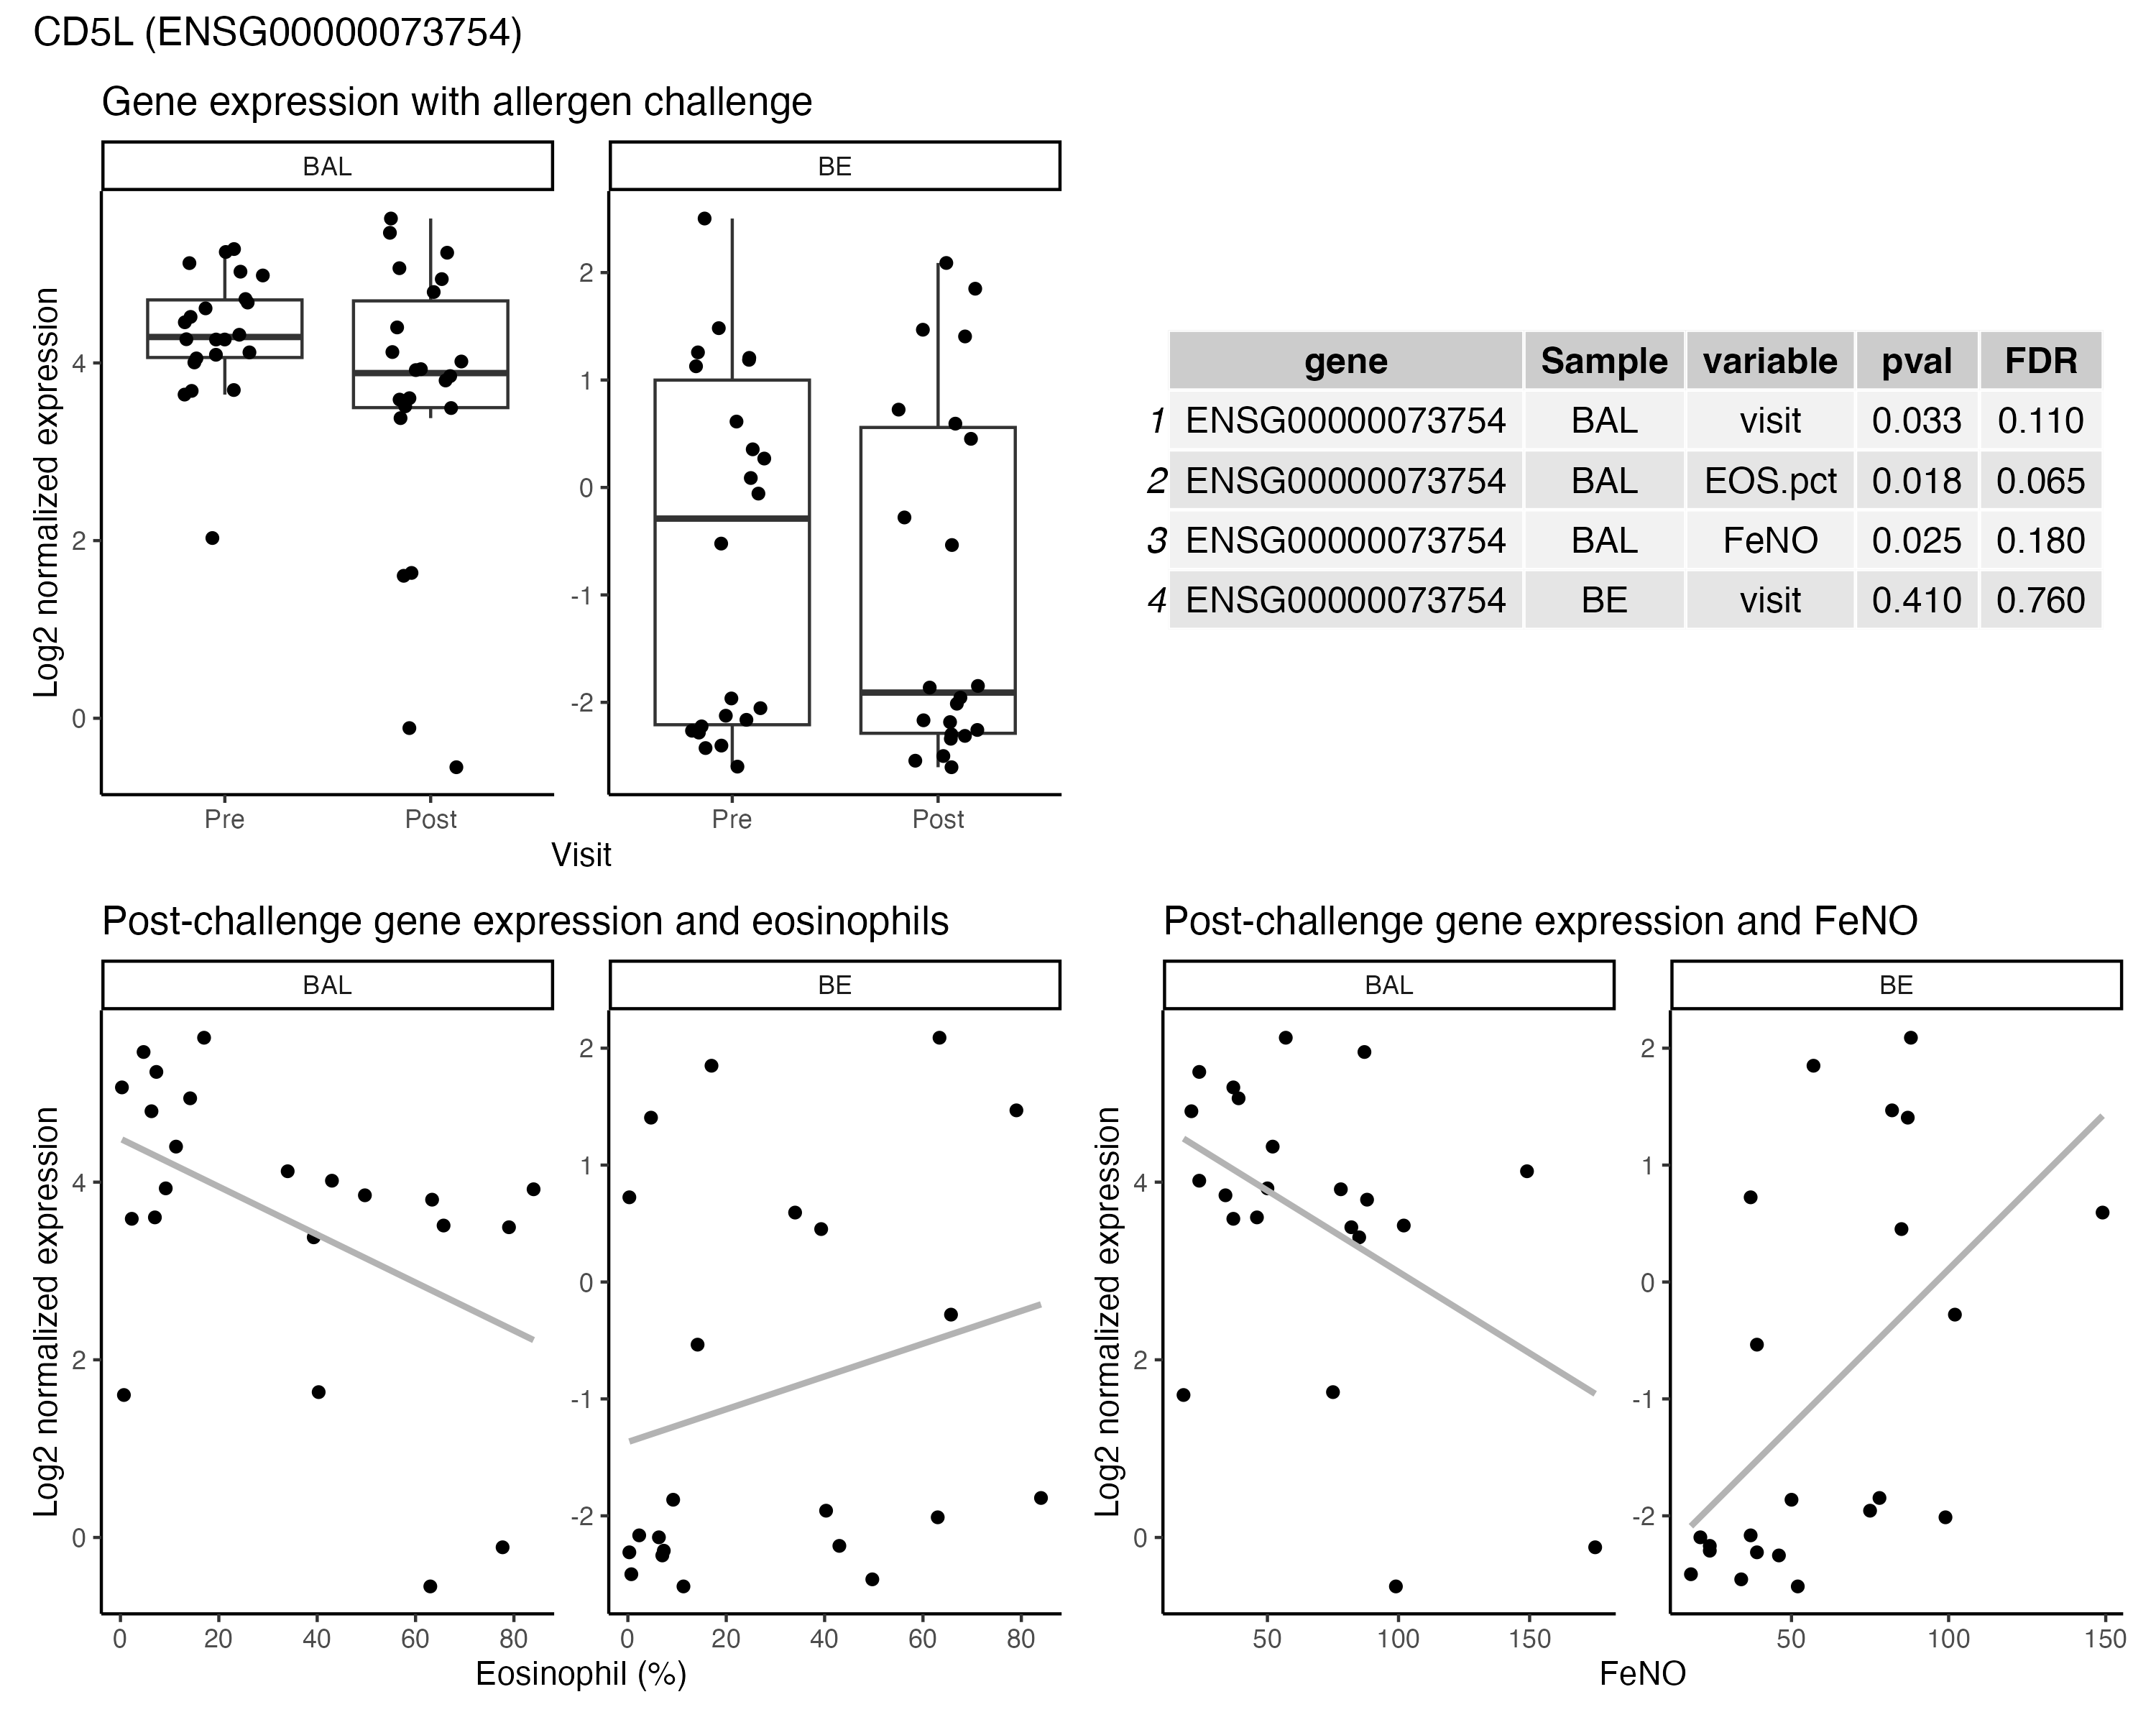 CD5L (ENSG00000073754)
Gene expression with allergen challenge
BAL
BE
Log2 normalized expression
4
2
0
2
1
0
-1
-2
Pre
Post
Pre
Post
Visit
gene Sample variable pval FDR
1 ENSG00000073754 BAL visit 0.033 0.110
2 ENSG00000073754 BAL EOS.pct 0.018 0.065
3 ENSG00000073754 BAL FeNO 0.025 0.180
4 ENSG00000073754 BE visit 0.410 0.760
Post-challenge gene expression and eosinophils
BAL
BE
Log2 normalized expression
4
2
0
2
1
0
-1
-2
0 20 40 60 80
0 20 40 60 80
Eosinophil (%)
Post-challenge gene expression and FeNO
BAL
BE
Log2 normalized expression
4
2
0
2
1
0
-1
-2
50 100 150
50 100 150
FeNO